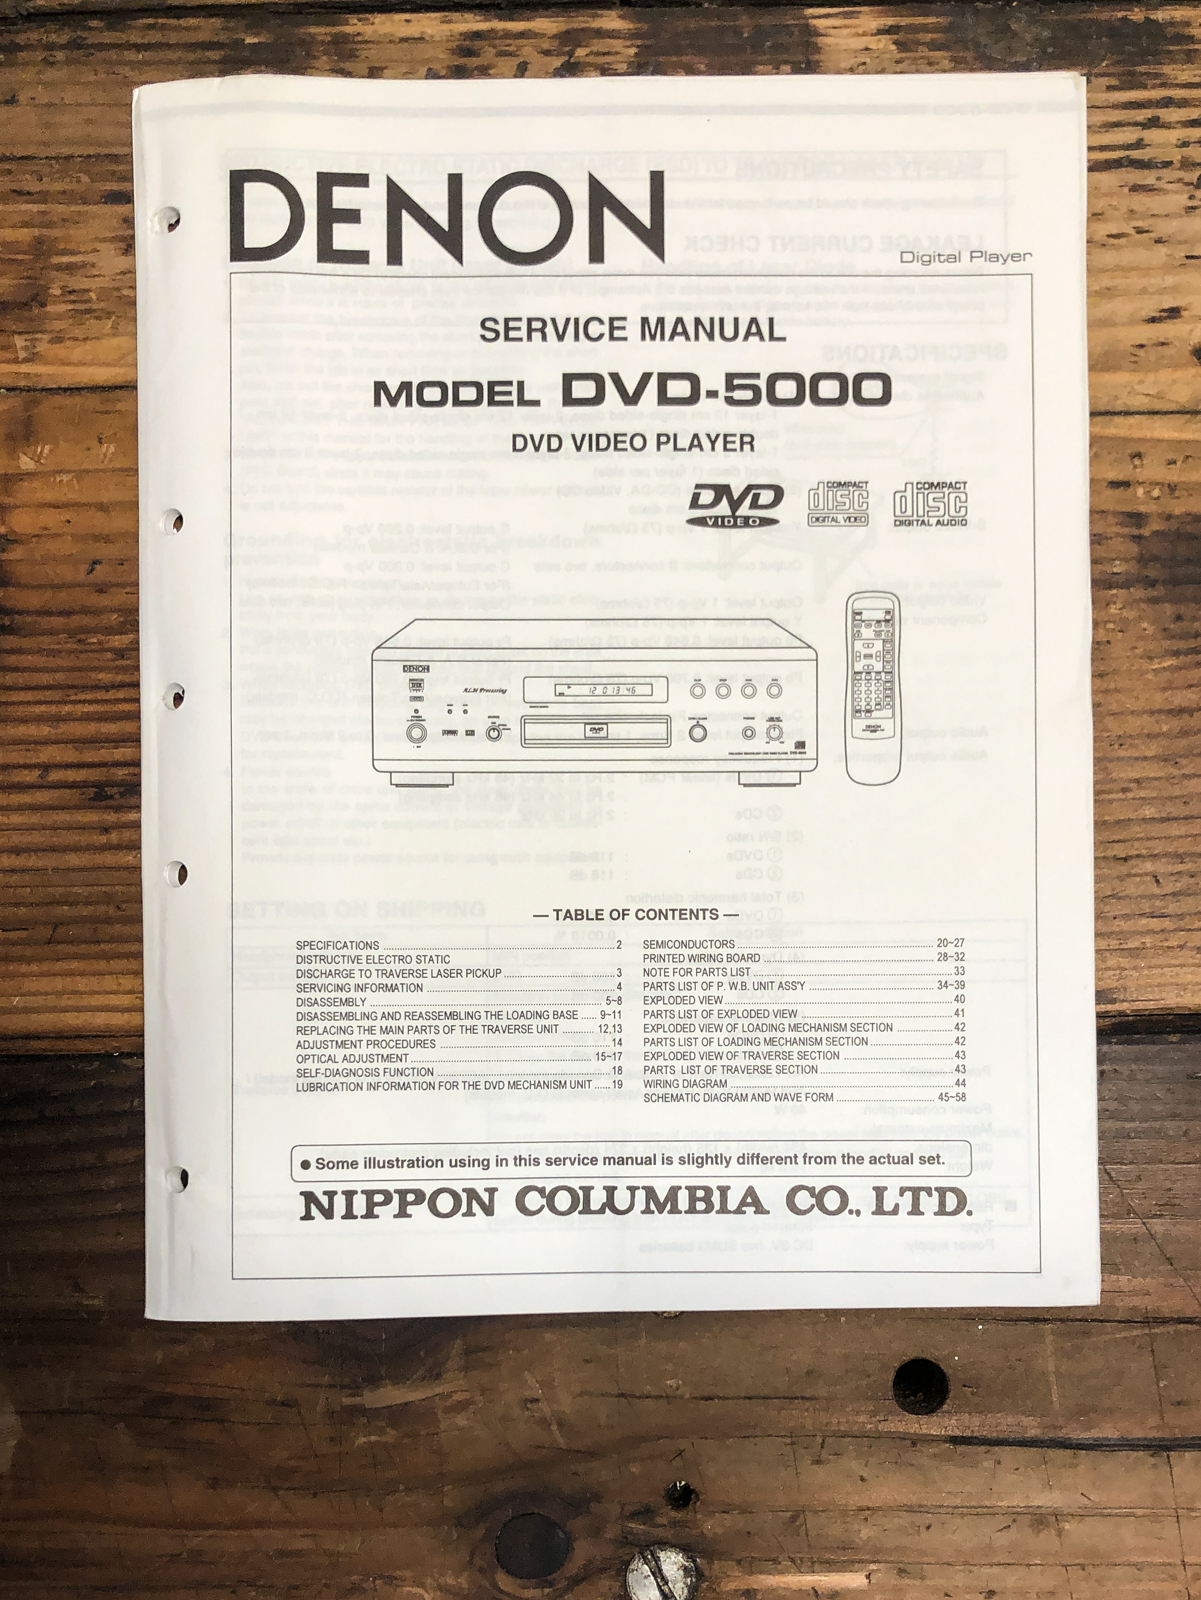 DENON
Digital Player
SERVICE MANUAL
MODEL DVD-5000
DVD VIDEO PLAYER
DVD VIDEO
COMPACT disc DIGITAL VIDEO
COMPACT disc DIGITAL AUDIO
DENON
12 0 13 46
DVD
DENON
— TABLE OF CONTENTS —
SPECIFICATIONS ........ 2
DISTRUCTIVE ELECTRO STATIC
DISCHARGE TO TRAVERSE LASER PICKUP ........ 3
SERVICING INFORMATION ........ 4
DISASSEMBLY ........ 5~8
DISASSEMBLING AND REASSEMBLING THE LOADING BASE ..... 9~11
REPLACING THE MAIN PARTS OF THE TRAVERSE UNIT ........ 12,13
ADJUSTMENT PROCEDURES ........ 14
OPTICAL ADJUSTMENT ........ 15~17
SELF-DIAGNOSIS FUNCTION ........ 18
LUBRICATION INFORMATION FOR THE DVD MECHANISM UNIT ..... 19
SEMICONDUCTORS ........ 20~27
PRINTED WIRING BOARD ........ 28~32
NOTE FOR PARTS LIST ........ 33
PARTS LIST OF P. W.B. UNIT ASS'Y ........ 34~39
EXPLODED VIEW ........ 40
PARTS LIST OF EXPLODED VIEW ........ 41
EXPLODED VIEW OF LOADING MECHANISM SECTION ........ 42
PARTS LIST OF LOADING MECHANISM SECTION ........ 42
EXPLODED VIEW OF TRAVERSE SECTION ........ 43
PARTS LIST OF TRAVERSE SECTION ........ 43
WIRING DIAGRAM ........ 44
SCHEMATIC DIAGRAM AND WAVE FORM ........ 45~58
● Some illustration using in this service manual is slightly different from the actual set.
NIPPON COLUMBIA CO., LTD.